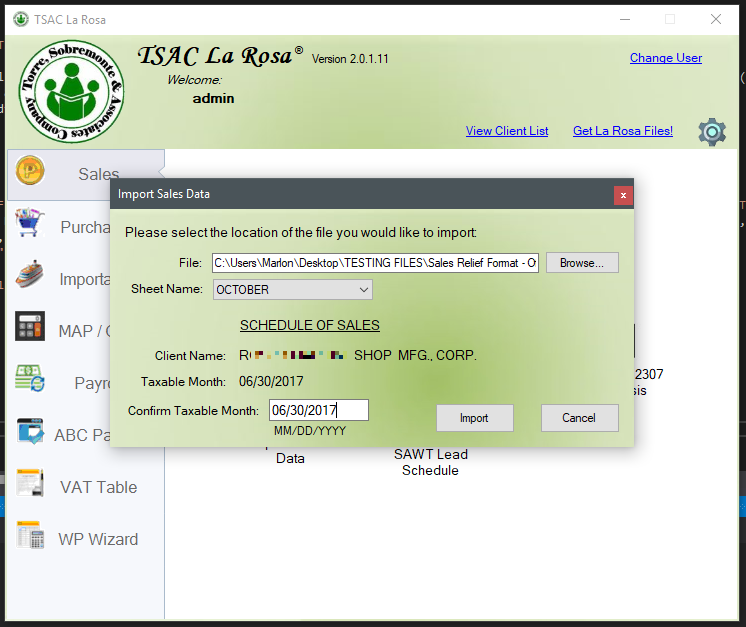 TSAC La Rosa
Torre, Sobremonte & Associates Company
TSAC La Rosa® Version 2.0.1.11
Welcome:
admin
Change User
View Client List
Get La Rosa Files!
Sales
Purcha
Importa
MAP /
Payr
ABC Pa
VAT Table
WP Wizard
Import Sales Data
x
Please select the location of the file you would like to import:
File: C:\Users\Marlon\Desktop\TESTING FILES\Sales Relief Format - O Browse...
Sheet Name: OCTOBER
SCHEDULE OF SALES
Client Name: R SHOP MFG., CORP.
Taxable Month: 06/30/2017
Confirm Taxable Month: 06/30/2017
MM/DD/YYYY
Import
Cancel
2307
sis
Data
SAWT Lead
Schedule